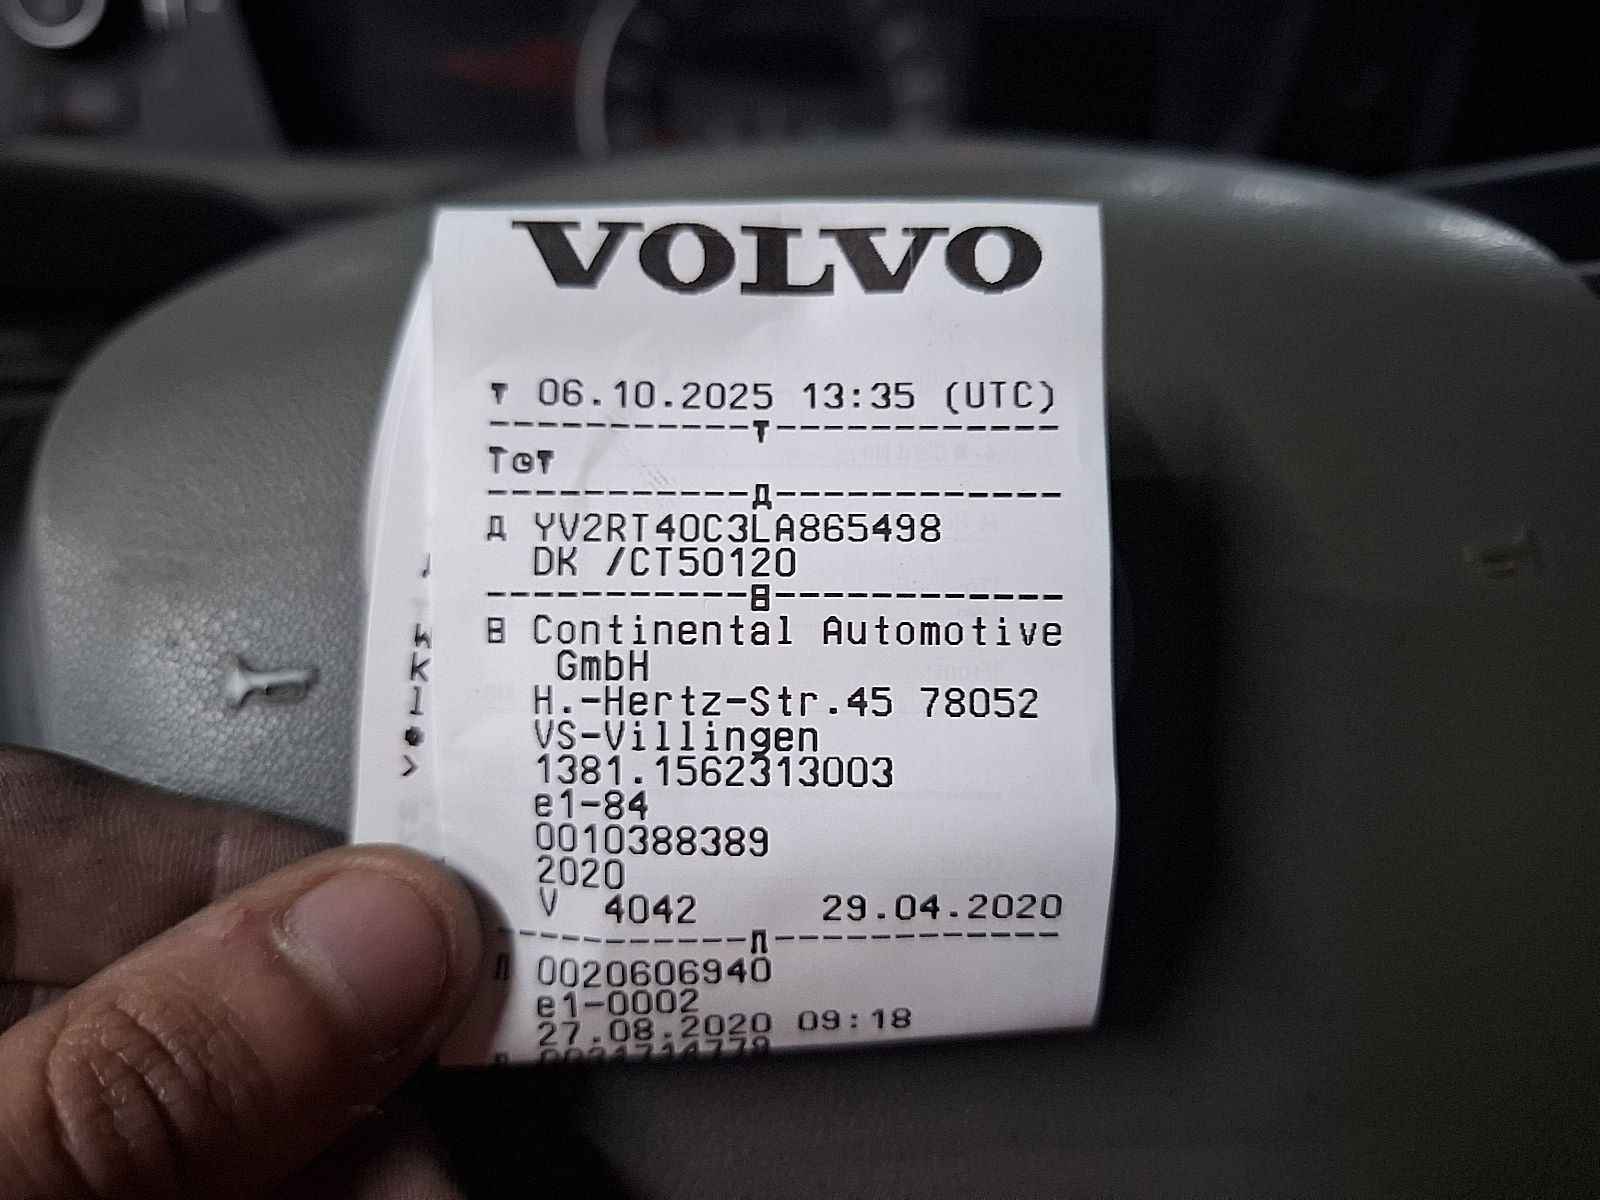 VOLVO
▼ 06.10.2025 13:35 (UTC)
-----------▼------------
T⊙▼
-----------Д------------
Д YV2RT40C3LA865498
DK /CT50120
-----------B------------
B Continental Automotive
GmbH
H.-Hertz-Str.45 78052
VS-Villingen
1381.1562313003
e1-84
0010388389
2020
V 4042 29.04.2020
-----------Л------------
Л 0020606940
e1-0002
27.08.2020 09:18